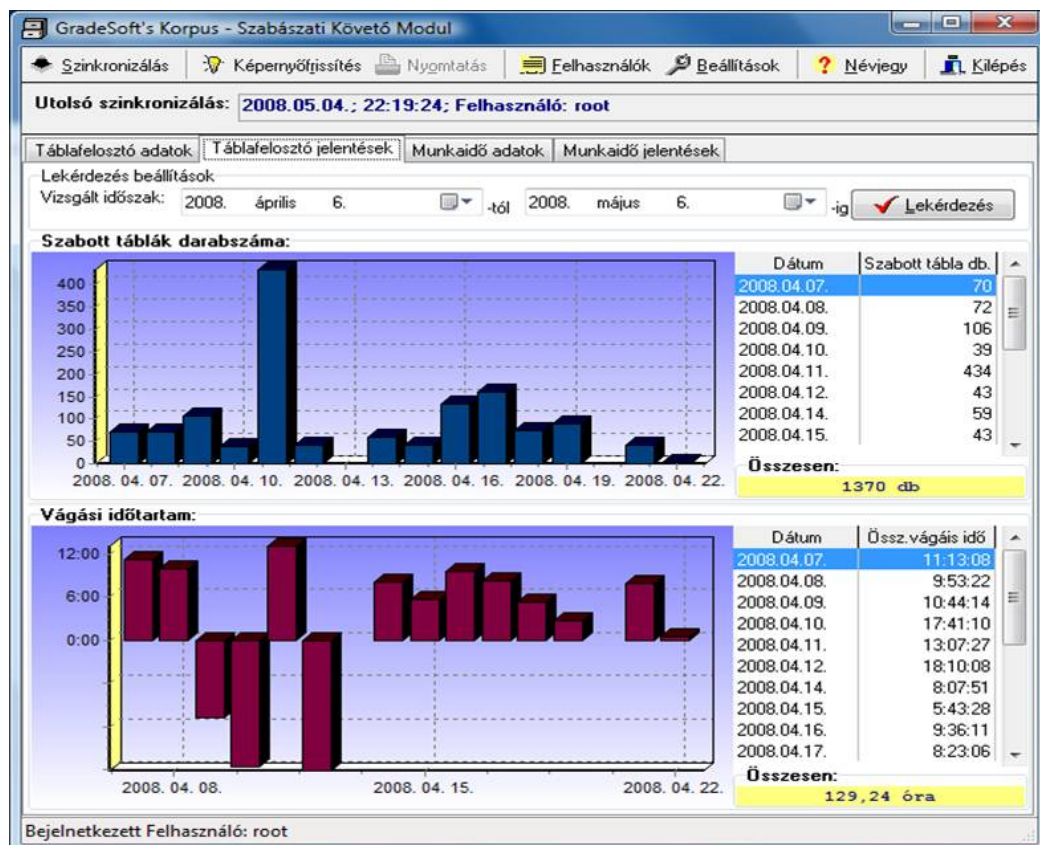 GradeSoft's Korpus - Szabászati Követő Modul
Szinkronizálás Képernyőfrissítés Nyomtatás Felhasználók Beállítások Névjegy Kilépés
Utolsó szinkronizálás: 2008.05.04.; 22:19:24; Felhasználó: root
Táblafelosztó adatok Táblafelosztó jelentések Munkaidő adatok Munkaidő jelentések
Lekérdezés beállítások
Vizsgált időszak: 2008. április 6. -tól 2008. május 6. -ig Lekérdezés
Szabott táblák darabszáma:
400
350
300
250
200
150
100
50
0
2008. 04. 07. 2008. 04. 10. 2008. 04. 13. 2008. 04. 16. 2008. 04. 19. 2008. 04. 22.
Dátum Szabott tábla db.
2008.04.07. 70
2008.04.08. 72
2008.04.09. 106
2008.04.10. 39
2008.04.11. 434
2008.04.12. 43
2008.04.14. 59
2008.04.15. 43
Összesen:
1370 db
Vágási időtartam:
12:00
6:00
0:00
2008. 04. 08. 2008. 04. 15. 2008. 04. 22.
Dátum Össz.vágáis idő
2008.04.07. 11:13:08
2008.04.08. 9:53:22
2008.04.09. 10:44:14
2008.04.10. 17:41:10
2008.04.11. 13:07:27
2008.04.12. 18:10:08
2008.04.14. 8:07:51
2008.04.15. 5:43:28
2008.04.16. 9:36:11
2008.04.17. 8:23:06
Összesen:
129,24 óra
Bejelnetkezett Felhasználó: root